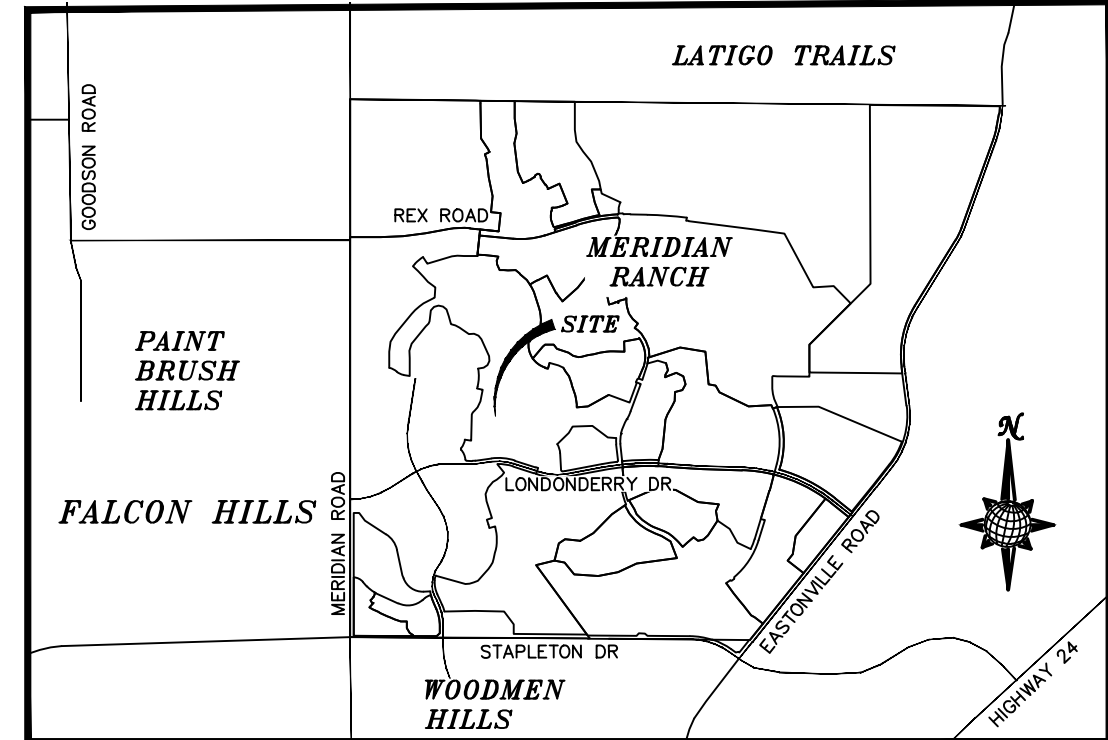 LATIGO TRAILS
GOODSON ROAD
REX ROAD
MERIDIAN
RANCH
SITE
PAINT
BRUSH
HILLS
N
MERIDIAN ROAD
LONDONDERRY DR.
FALCON HILLS
EASTONVILLE ROAD
STAPLETON DR
HIGHWAY 24
WOODMEN
HILLS